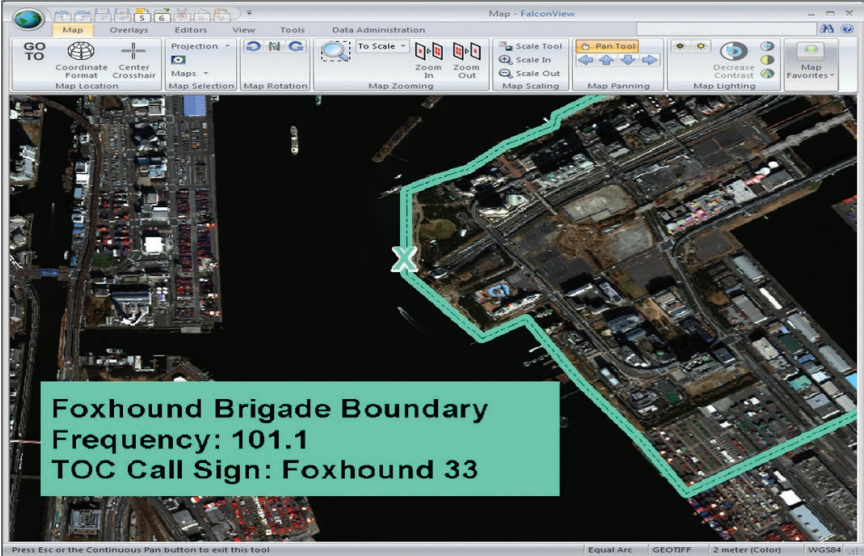 Map - FalconView
5 6
Map Overlays Editors View Tools Data Administration
GO TO
Coordinate Format
Center Crosshair
Map Location
Projection
Maps
Map Selection
N
Map Rotation
To Scale
Zoom In
Zoom Out
Map Zooming
Scale Tool
Scale In
Scale Out
Map Scaling
Pan Tool
Map Panning
Decrease Contrast
Map Lighting
Map Favorites
X
Foxhound Brigade Boundary
Frequency: 101.1
TOC Call Sign: Foxhound 33
Press Esc or the Continuous Pan button to exit this tool
Equal Arc GEOTIFF 2 meter (Color) WGS84